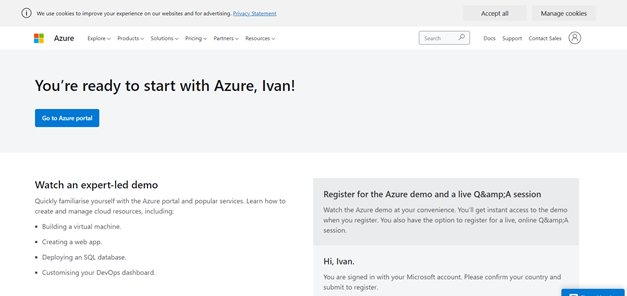 We use cookies to improve your experience on our websites and for advertising. Privacy Statement
Accept all
Manage cookies
Azure
Explore
Products
Solutions
Pricing
Partners
Resources
Search
Docs
Support
Contact Sales
You're ready to start with Azure, Ivan!
Go to Azure portal
Watch an expert-led demo
Quickly familiarise yourself with the Azure portal and popular services. Learn how to
create and manage cloud resources, including:
Building a virtual machine.
Creating a web app.
Deploying an SQL database.
Customising your DevOps dashboard.
Register for the Azure demo and a live Q&amp;A session
Watch the Azure demo at your convenience. You'll get instant access to the demo
when you register. You also have the option to register for a live, online Q&amp;A
session.
Hi, Ivan.
You are signed in with your Microsoft account. Please confirm your country and
submit to register.